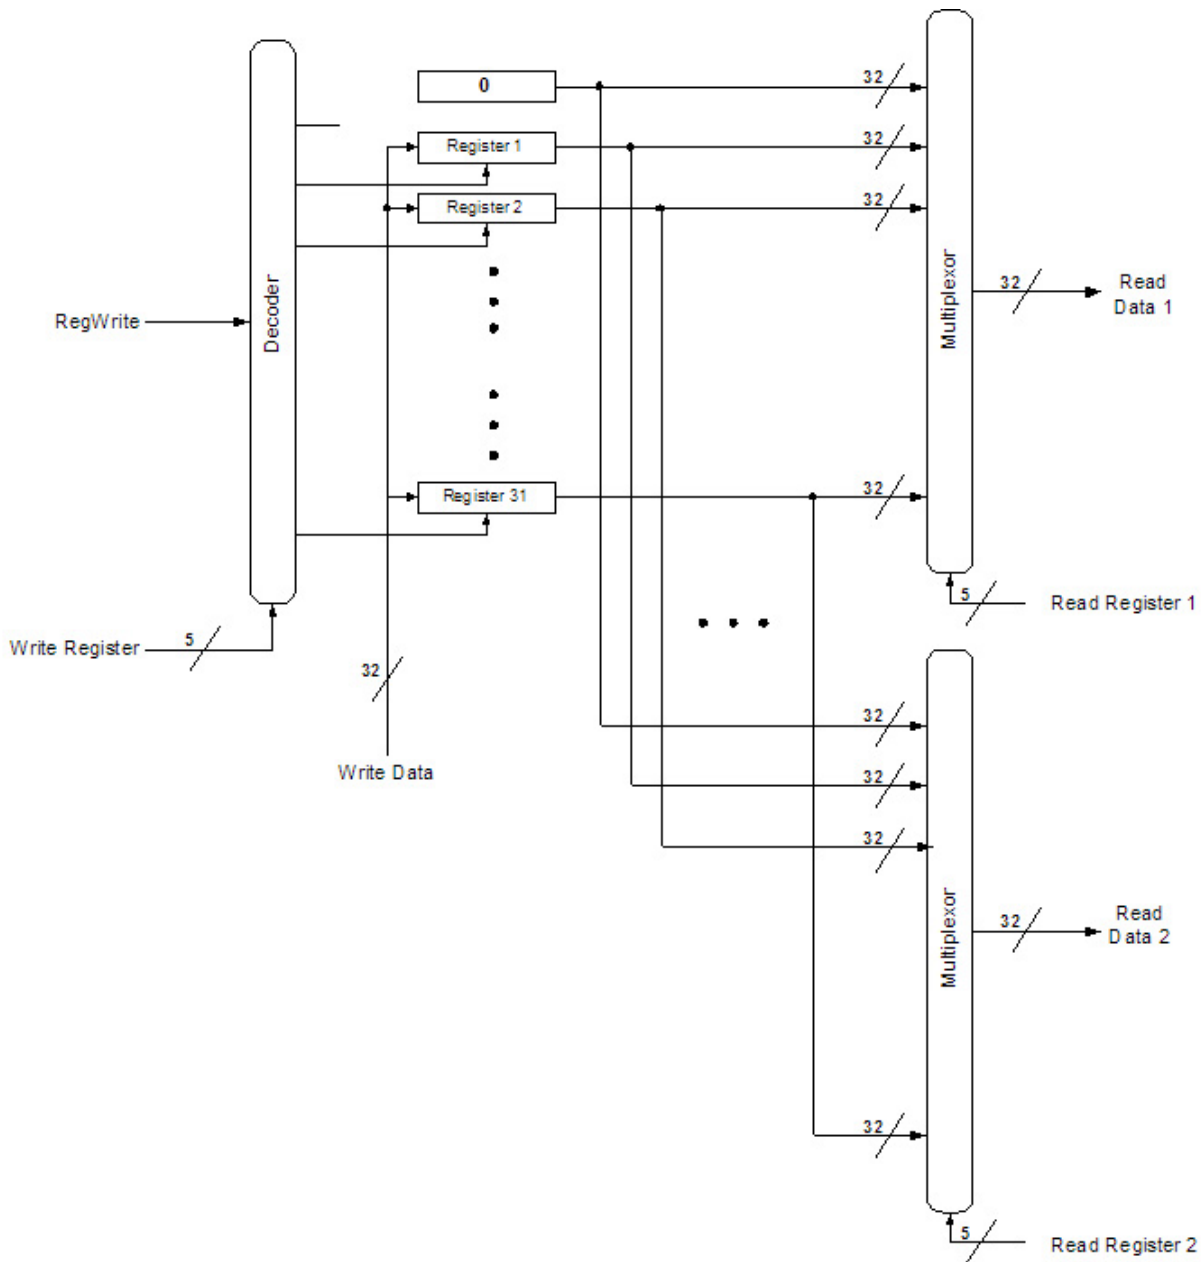 0
32
Register 1
32
Register 2
32
Read
Data 1
32
Multiplexor
Decoder
RegWrite
Register 31
32
5
Read Register 1
Write Register
5
32
Write Data
32
32
32
Read
Data 2
32
Multiplexor
32
5
Read Register 2